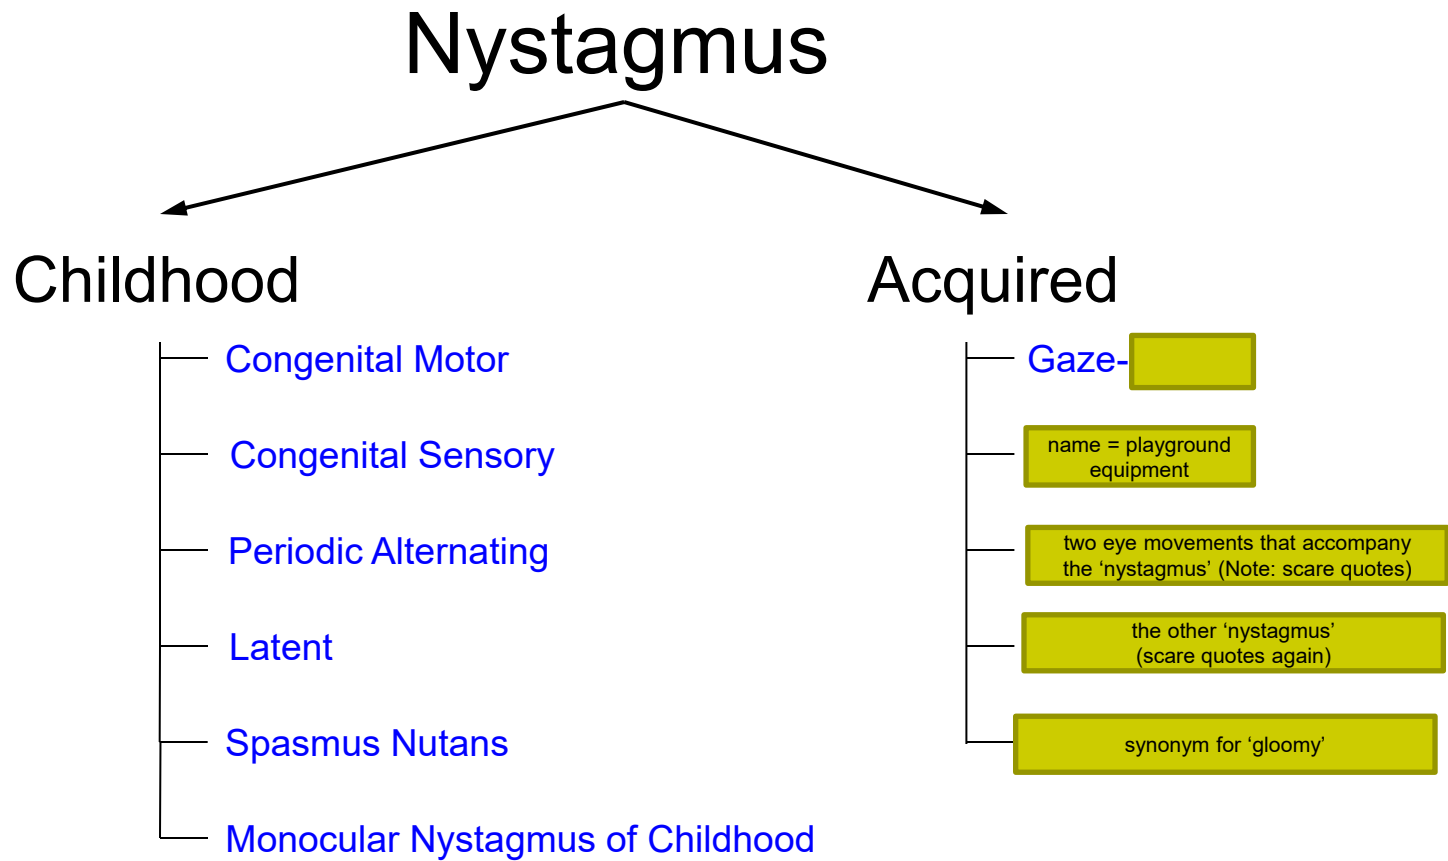 Nystagmus
Childhood
Acquired
Congenital Motor
Gaze-
Congenital Sensory
name = playground
equipment
Periodic Alternating
two eye movements that accompany
the ‘nystagmus’ (Note: scare quotes)
Latent
the other ‘nystagmus’
(scare quotes again)
Spasmus Nutans
synonym for ‘gloomy’
Monocular Nystagmus of Childhood